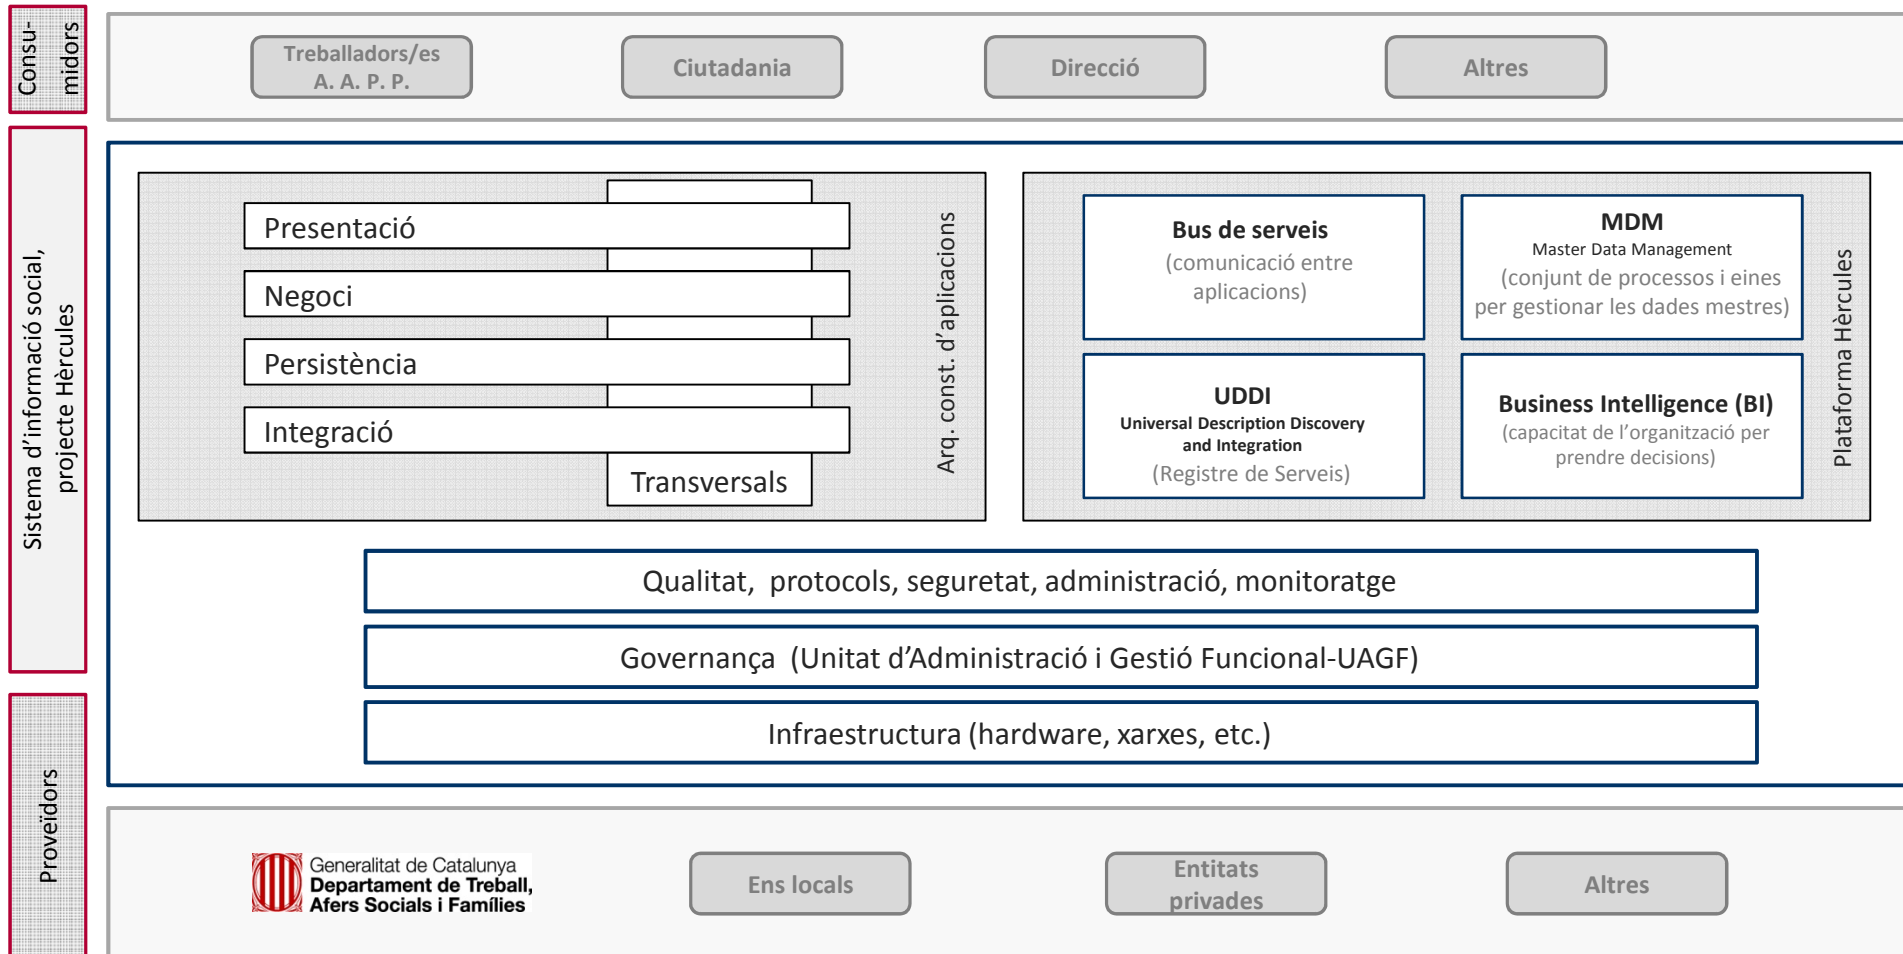 Consu-
midors
Treballadors/es
A. A. P. P.
Ciutadania
Direcció
Altres
Sistema d'informació social,
projecte Hèrcules
Presentació
Negoci
Persistència
Integració
Transversals
Arq. const. d'aplicacions
Bus de serveis
(comunicació entre
aplicacions)
MDM
Master Data Management
(conjunt de processos i eines
per gestionar les dades mestres)
UDDI
Universal Description Discovery
and Integration
(Registre de Serveis)
Business Intelligence (BI)
(capacitat de l'organització per
prendre decisions)
Plataforma Hèrcules
Qualitat, protocols, seguretat, administració, monitoratge
Governança (Unitat d'Administració i Gestió Funcional-UAGF)
Infraestructura (hardware, xarxes, etc.)
Proveïdors
Generalitat de Catalunya
Departament de Treball,
Afers Socials i Famílies
Ens locals
Entitats
privades
Altres